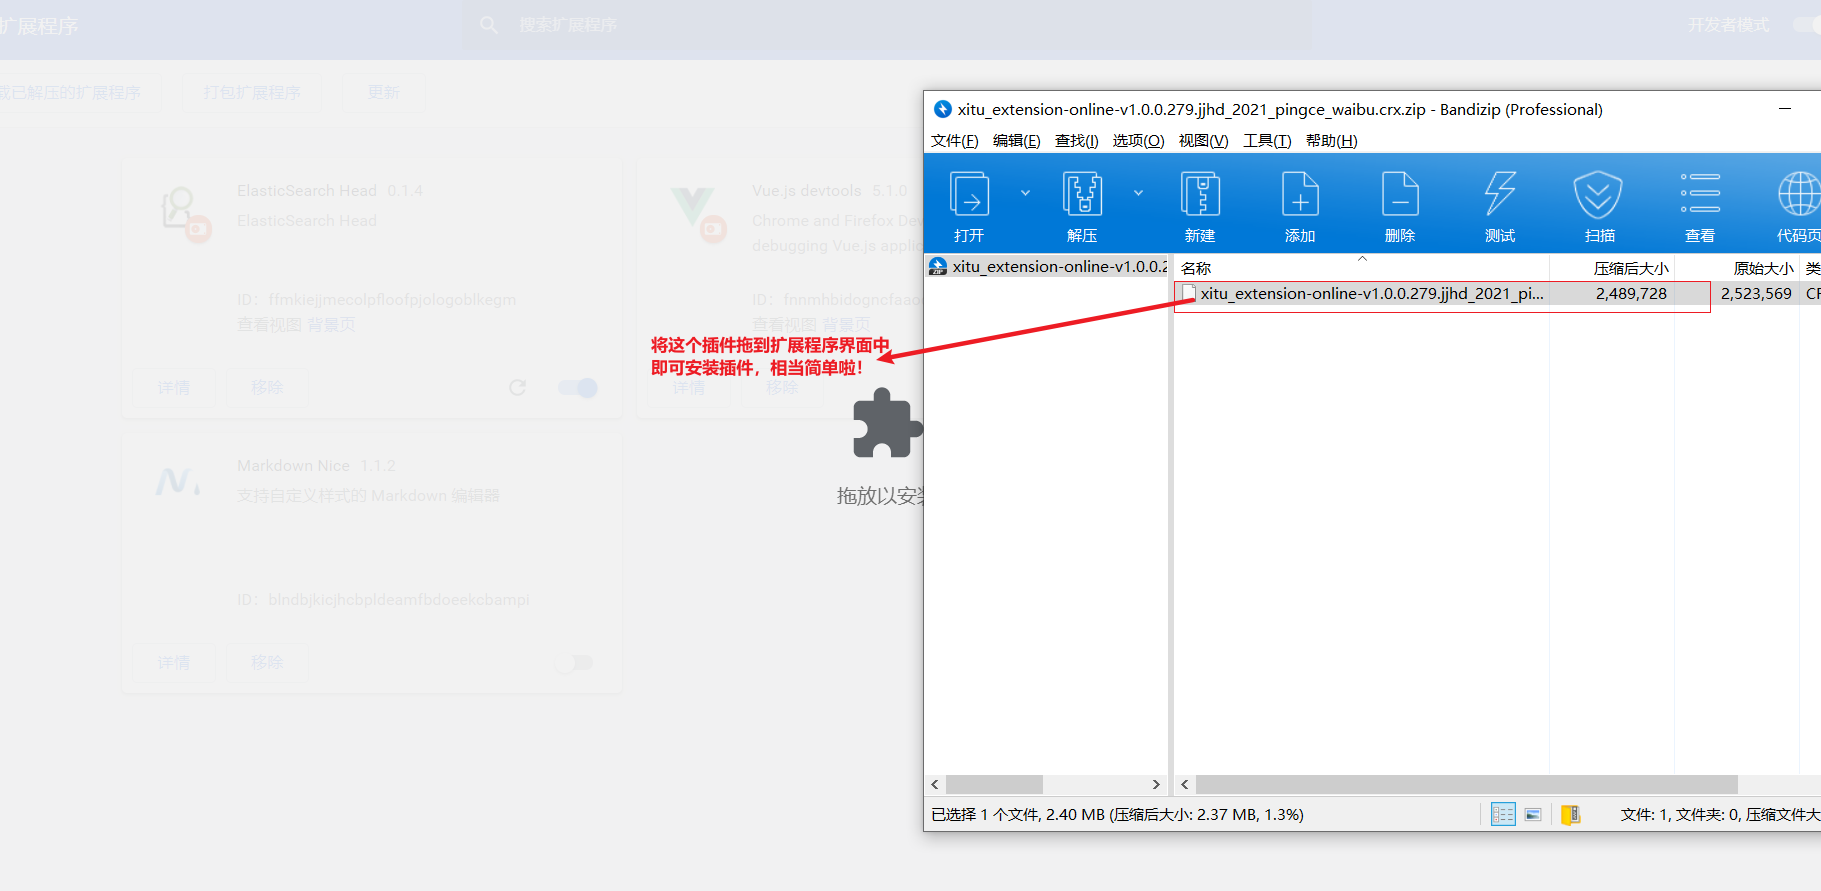 扩展程序
搜索扩展程序
开发者模式
载已解压的扩展程序
打包扩展程序
更新
ElasticSearch Head 0.1.4
ElasticSearch Head
ID：ffmkiejjmecolpfloofpjologoblkegm
查看视图 背景页
详情
移除
Vue.js devtools 5.1.0
Chrome and Firefox Dev
debugging Vue.js applic
ID：fnnmhbidogncfaao
查看视图 背景页
详情
移除
将这个插件拖到扩展程序界面中
即可安装插件，相当简单啦！
拖放以安装
Markdown Nice 1.1.2
支持自定义样式的 Markdown 编辑器
ID：blndbjkicjhcbpldeamfbdoeekcbampi
详情
移除
xitu_extension-online-v1.0.0.279.jjhd_2021_pingce_waibu.crx.zip - Bandizip (Professional)
文件(F) 编辑(E) 查找(I) 选项(O) 视图(V) 工具(T) 帮助(H)
打开 解压 新建 添加 删除 测试 扫描 查看 代码页
ZIP
xitu_extension-online-v1.0.0.2
名称 压缩后大小 原始大小 类
xitu_extension-online-v1.0.0.279.jjhd_2021_pi... 2,489,728 2,523,569 CF
已选择 1 个文件, 2.40 MB (压缩后大小: 2.37 MB, 1.3%)
文件: 1, 文件夹: 0, 压缩文件大